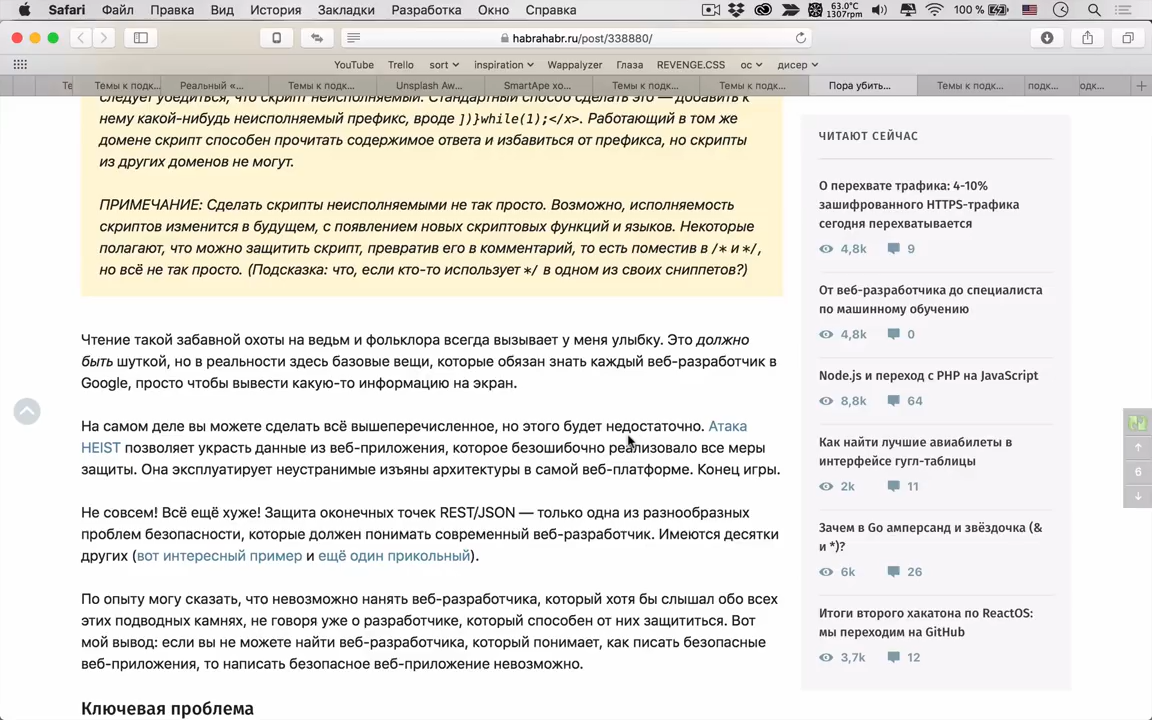 Safari Файл Правка Вид История Закладки Разработка Окно Справка
63.0°C
1307rpm
100 %
habrahabr.ru/post/338880/
YouTube Trello sort inspiration Wappalyzer Глаза REVENGE.CSS ос дисер
Те Темы к подк... Реальный «... Темы к подк... Unsplash Aw... SmartApe хо... Темы к подк... Темы к подк... Пора убить... Темы к подк... подк... одк...
Следует убедиться, что скрипт неисполняемый. Стандартный способ сделать это — добавить к
нему какой-нибудь неисполняемый префикс, вроде ])}while(1);</x>. Работающий в том же
домене скрипт способен прочитать содержимое ответа и избавиться от префикса, но скрипты
из других доменов не могут.
ПРИМЕЧАНИЕ: Сделать скрипты неисполняемыми не так просто. Возможно, исполняемость
скриптов изменится в будущем, с появлением новых скриптовых функций и языков. Некоторые
полагают, что можно защитить скрипт, превратив его в комментарий, то есть поместив в /* и */,
но всё не так просто. (Подсказка: что, если кто-то использует */ в одном из своих сниппетов?)
Чтение такой забавной охоты на ведьм и фольклора всегда вызывает у меня улыбку. Это должно
быть шуткой, но в реальности здесь базовые вещи, которые обязан знать каждый веб-разработчик в
Google, просто чтобы вывести какую-то информацию на экран.
На самом деле вы можете сделать всё вышеперечисленное, но этого будет недостаточно. Атака
HEIST позволяет украсть данные из веб-приложения, которое безошибочно реализовало все меры
защиты. Она эксплуатирует неустранимые изъяны архитектуры в самой веб-платформе. Конец игры.
Не совсем! Всё ещё хуже! Защита оконечных точек REST/JSON — только одна из разнообразных
проблем безопасности, которые должен понимать современный веб-разработчик. Имеются десятки
других (вот интересный пример и ещё один прикольный).
По опыту могу сказать, что невозможно нанять веб-разработчика, который хотя бы слышал обо всех
этих подводных камнях, не говоря уже о разработчике, который способен от них защититься. Вот
мой вывод: если вы не можете найти веб-разработчика, который понимает, как писать безопасные
веб-приложения, то написать безопасное веб-приложение невозможно.
Ключевая проблема
ЧИТАЮТ СЕЙЧАС
О перехвате трафика: 4-10%
зашифрованного HTTPS-трафика
сегодня перехватывается
4,8k 9
От веб-разработчика до специалиста
по машинному обучению
4,8k 0
Node.js и переход с PHP на JavaScript
8,8k 64
Как найти лучшие авиабилеты в
интерфейсе гугл-таблицы
2k 11
Зачем в Go амперсанд и звёздочка (&
и *)?
6k 26
Итоги второго хакатона по ReactOS:
мы переходим на GitHub
3,7k 12
6